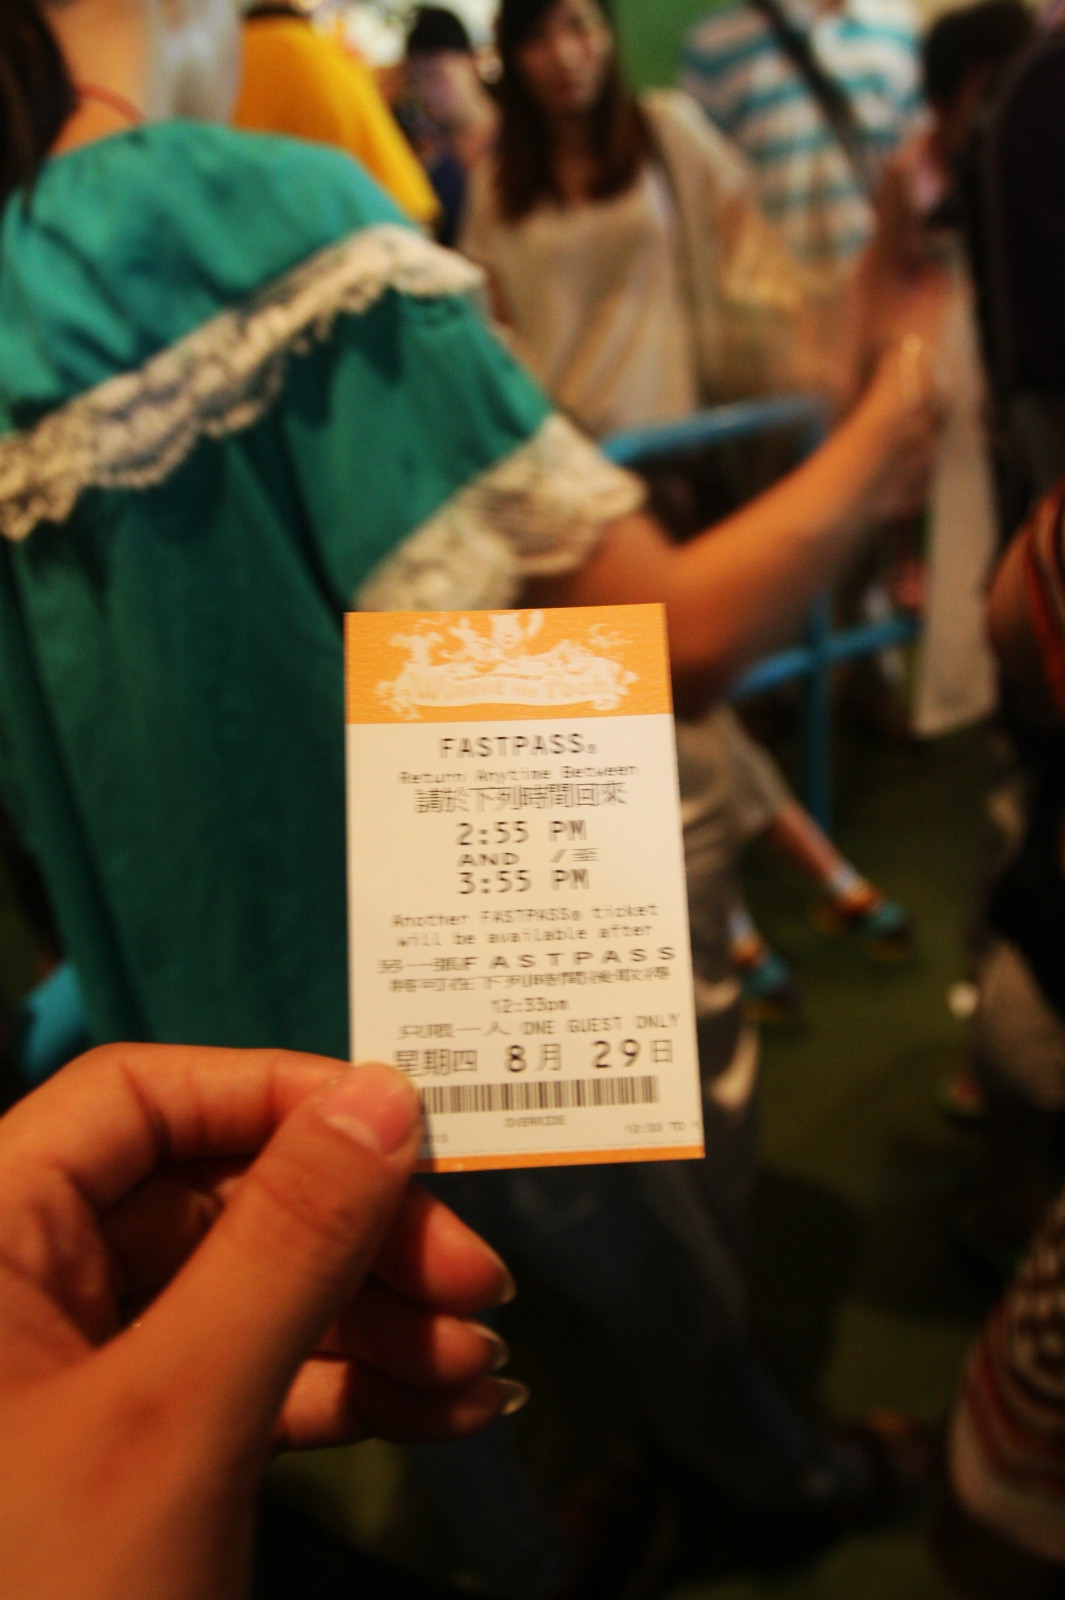 Winnie the Pooh
FASTPASS®
Return Anytime Between
請於下列時間回來
2:55 PM
AND /至
3:55 PM
Another FASTPASS® ticket
will be available after
另一張FASTPASS
將可在下列時間後取得
12:33pm
只限一人 ONE GUEST ONLY
星期四 8月 29日
OVERRIDE